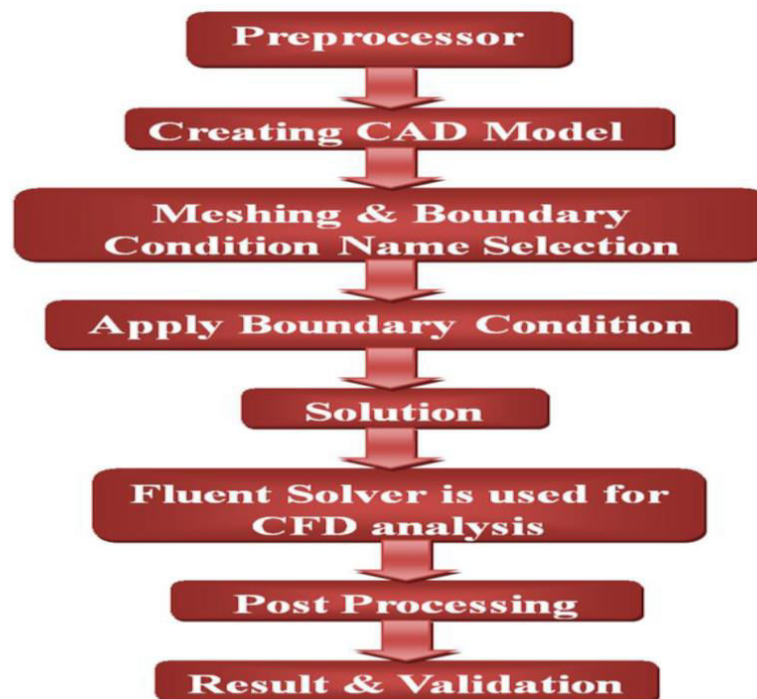 Preprocessor
Creating CAD Model
Meshing & Boundary
Condition Name Selection
Apply Boundary Condition
Solution
Fluent Solver is used for
CFD analysis
Post Processing
Result & Validation